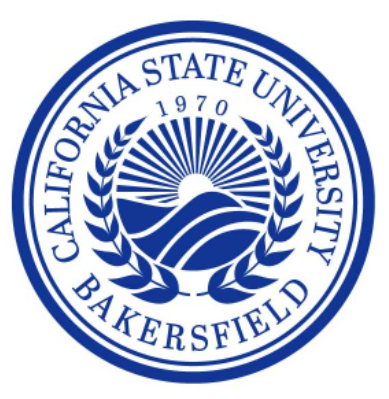 CALIFORNIA STATE UNIVERSITY
1970
BAKERSFIELD